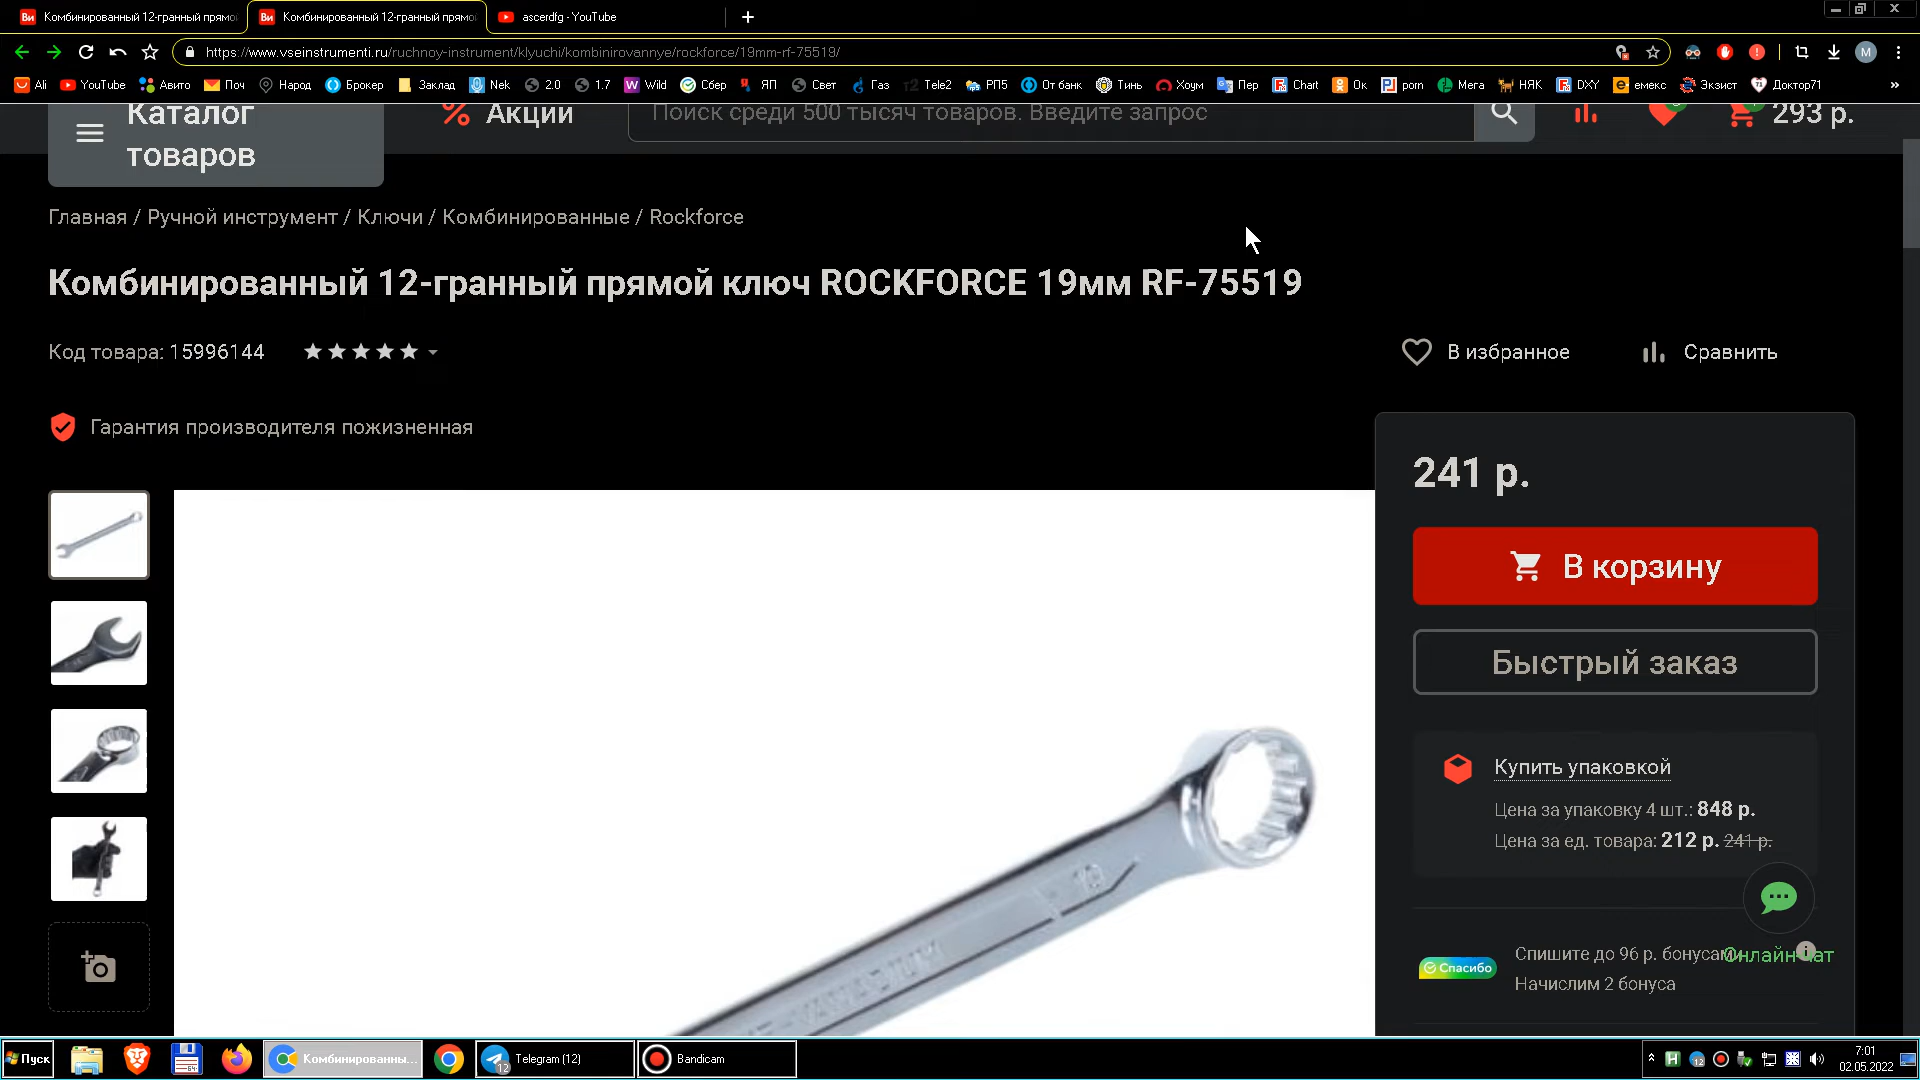 Комбинированный 12-гранный прямо
Комбинированный 12-гранный прямо
ascerdfg - YouTube
https://www.vseinstrumenti.ru/ruchnoy-instrument/klyuchi/kombinirovannye/rockforce/19mm-rf-75519/
Ali YouTube Авито Поч Народ Брокер Заклад Nek 2.0 1.7 Wild Сбер ЯП Свет Газ Tele2 РП5 От банк Тинь Хоум Пер Chart Ок porn Мега НЯК DXY емекс Экзист Доктор71 »
Каталог
товаров
Акции
Поиск среди 500 тысяч товаров. Введите запрос
293 р.
Главная / Ручной инструмент / Ключи / Комбинированные / Rockforce
Комбинированный 12-гранный прямой ключ ROCKFORCE 19мм RF-75519
Код товара: 15996144
В избранное
Сравнить
Гарантия производителя пожизненная
241 р.
В корзину
Быстрый заказ
Купить упаковкой
Цена за упаковку 4 шт.: 848 р.
Цена за ед. товара: 212 р. 241 р.
Спасибо
Спишите до 96 р. бонусами
Начислим 2 бонуса
Онлайн-чат
19
Пуск
Комбинированны...
Telegram (12)
Bandicam
7:01
02.05.2022